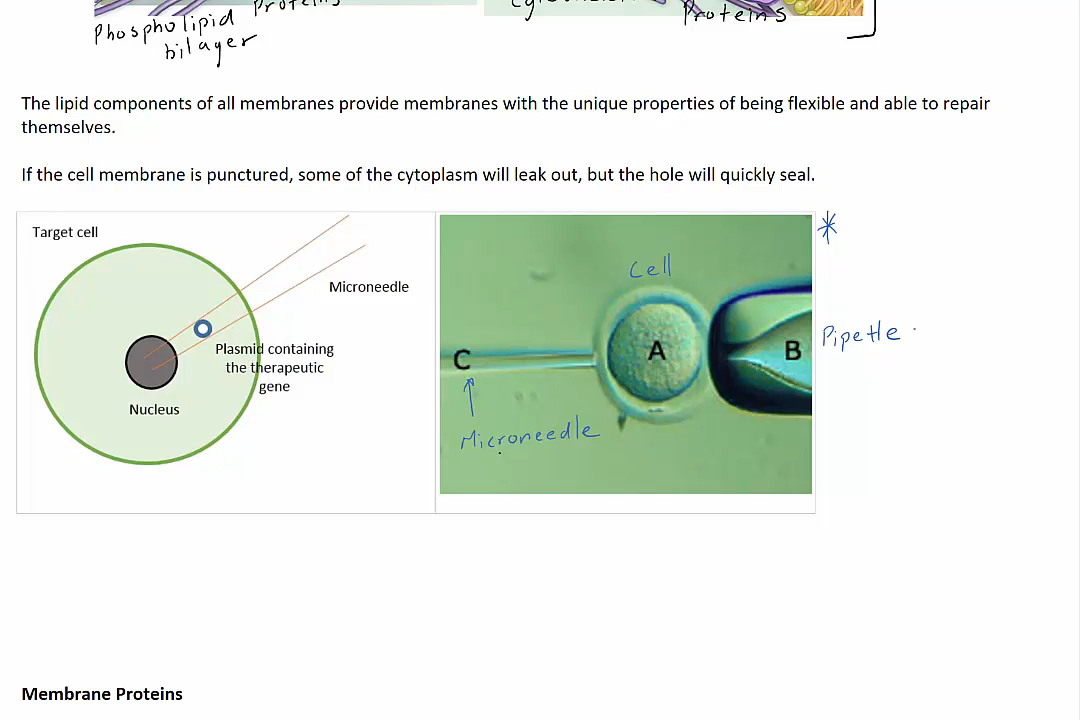 Phospholipid
bilayer
Proteins
The lipid components of all membranes provide membranes with the unique properties of being flexible and able to repair
themselves.
If the cell membrane is punctured, some of the cytoplasm will leak out, but the hole will quickly seal.
Target cell
Microneedle
Plasmid containing
the therapeutic
gene
Nucleus
Cell
A
B
C
Microneedle
*
Pipette
Membrane Proteins